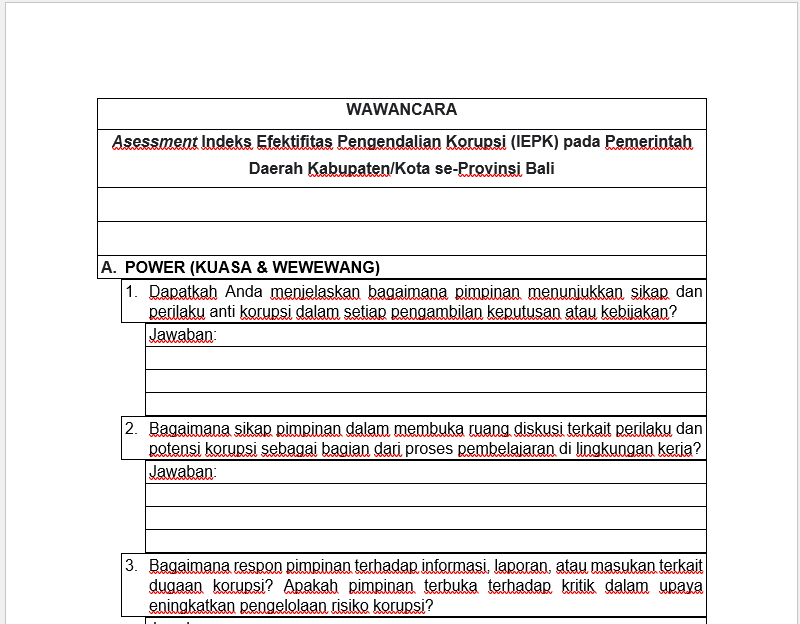 WAWANCARA
Asessment Indeks Efektifitas Pengendalian Korupsi (IEPK) pada Pemerintah
Daerah Kabupaten/Kota se-Provinsi Bali
A. POWER (KUASA & WEWEWANG)
1. Dapatkah Anda menjelaskan bagaimana pimpinan menunjukkan sikap dan
perilaku anti korupsi dalam setiap pengambilan keputusan atau kebijakan?
Jawaban:
2. Bagaimana sikap pimpinan dalam membuka ruang diskusi terkait perilaku dan
potensi korupsi sebagai bagian dari proses pembelajaran di lingkungan kerja?
Jawaban:
3. Bagaimana respon pimpinan terhadap informasi, laporan, atau masukan terkait
dugaan korupsi? Apakah pimpinan terbuka terhadap kritik dalam upaya
eningkatkan pengelolaan risiko korupsi?